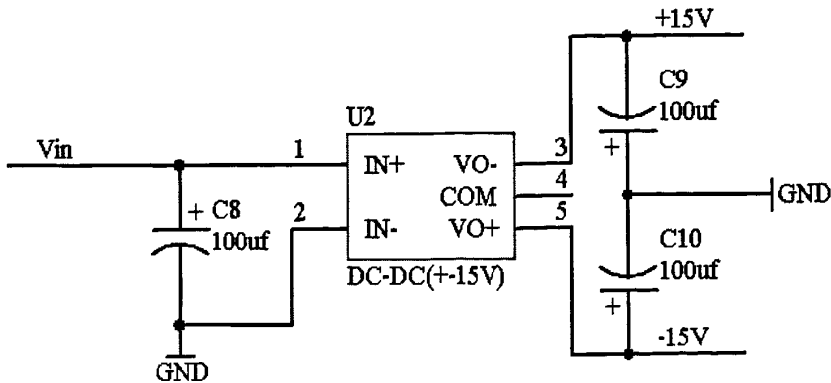 +15V
C9
100uf
+
U2
Vin
1
IN+
VO-
3
COM
4
GND
+ C8
100uf
2
IN-
VO+
5
C10
100uf
+
DC-DC(+-15V)
-15V
GND